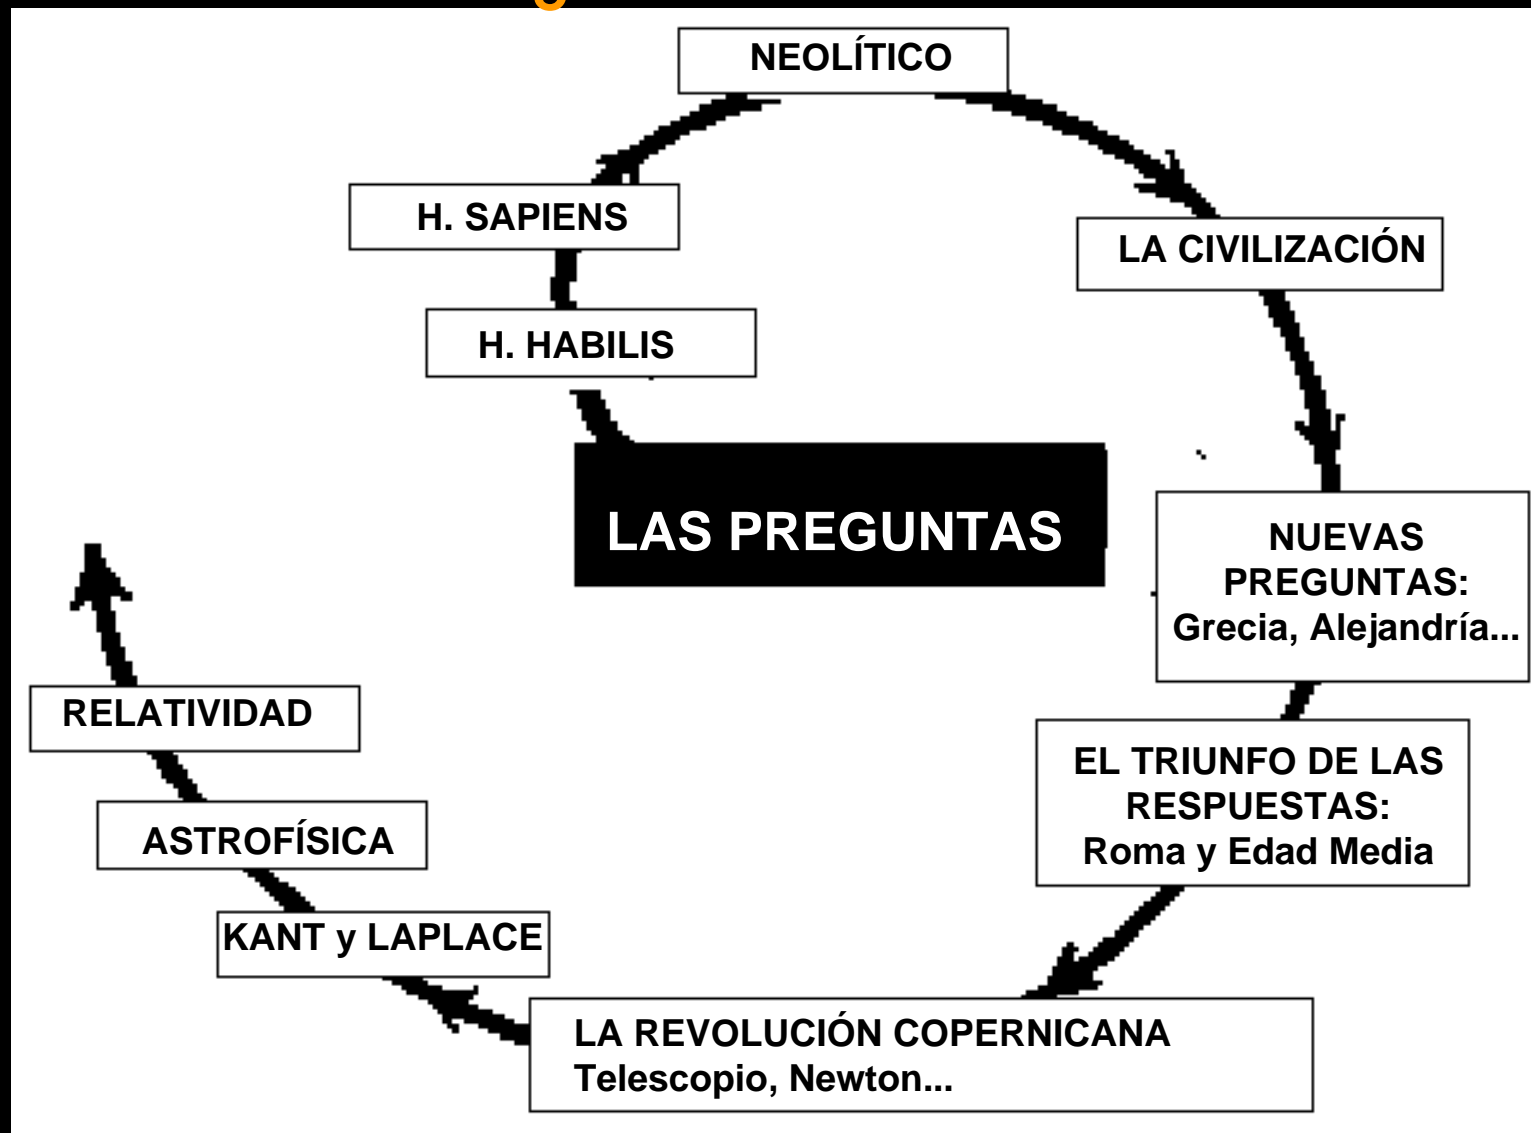 NEOLÍTICO
H. SAPIENS
LA CIVILIZACIÓN
H. HABILIS
LAS PREGUNTAS
NUEVAS
PREGUNTAS:
Grecia, Alejandría...
EL TRIUNFO DE LAS
RESPUESTAS:
Roma y Edad Media
LA REVOLUCIÓN COPERNICANA
Telescopio, Newton...
KANT y LAPLACE
ASTROFÍSICA
RELATIVIDAD